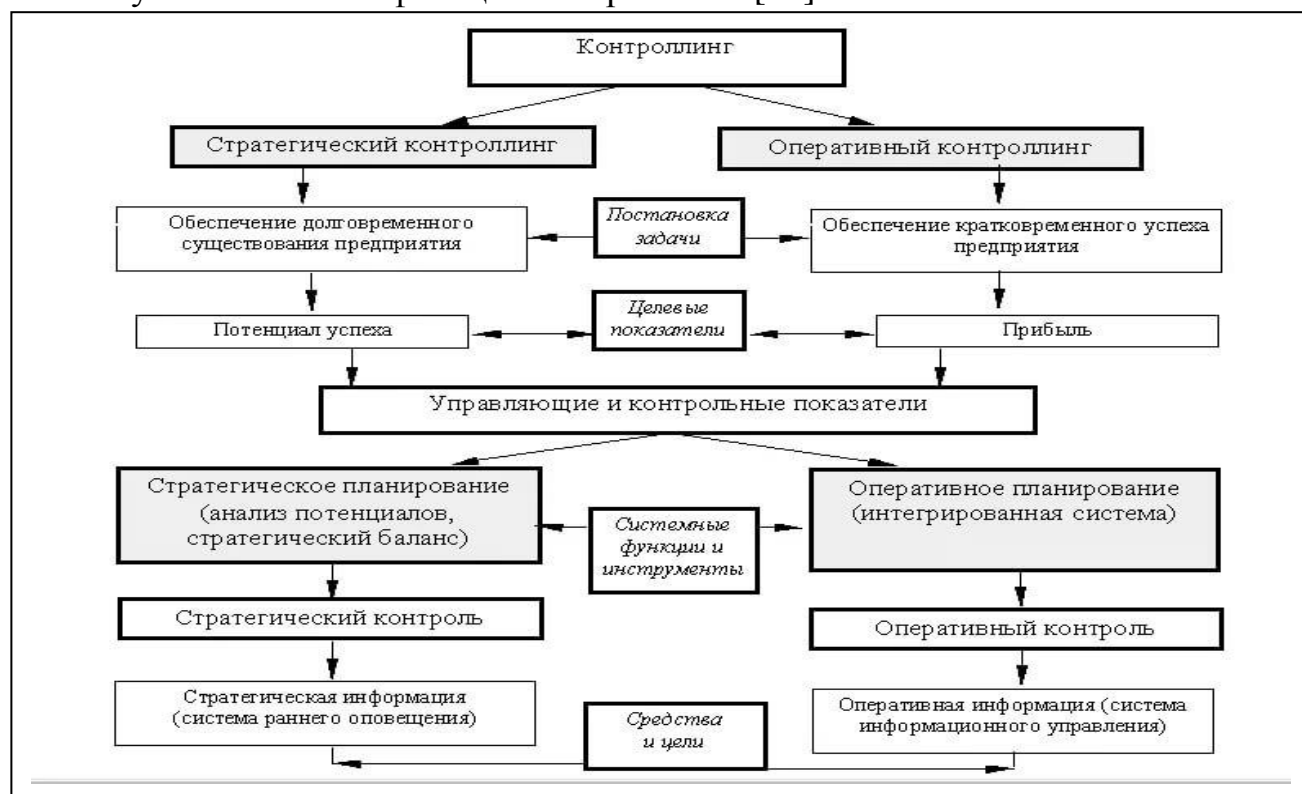 Контроллинг
Стратегический контроллинг
Оперативный контроллинг
Обеспечение долговременного
существования предприятия
Постановка
задачи
Обеспечение кратковременного успеха
предприятия
Потенциал успеха
Целевые
показатели
Прибыль
Управляющие и контрольные показатели
Стратегическое планирование
(анализ потенциалов,
стратегический баланс)
Системные
функции и
инструменты
Оперативное планирование
(интегрированная система)
Стратегический контроль
Оперативный контроль
Стратегическая информация
(система раннего оповещения)
Средства
и цели
Оперативная информация (система
информационного управления)